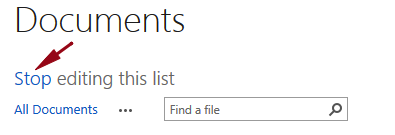 Documents
Stop editing this list
All Documents ••• Find a file